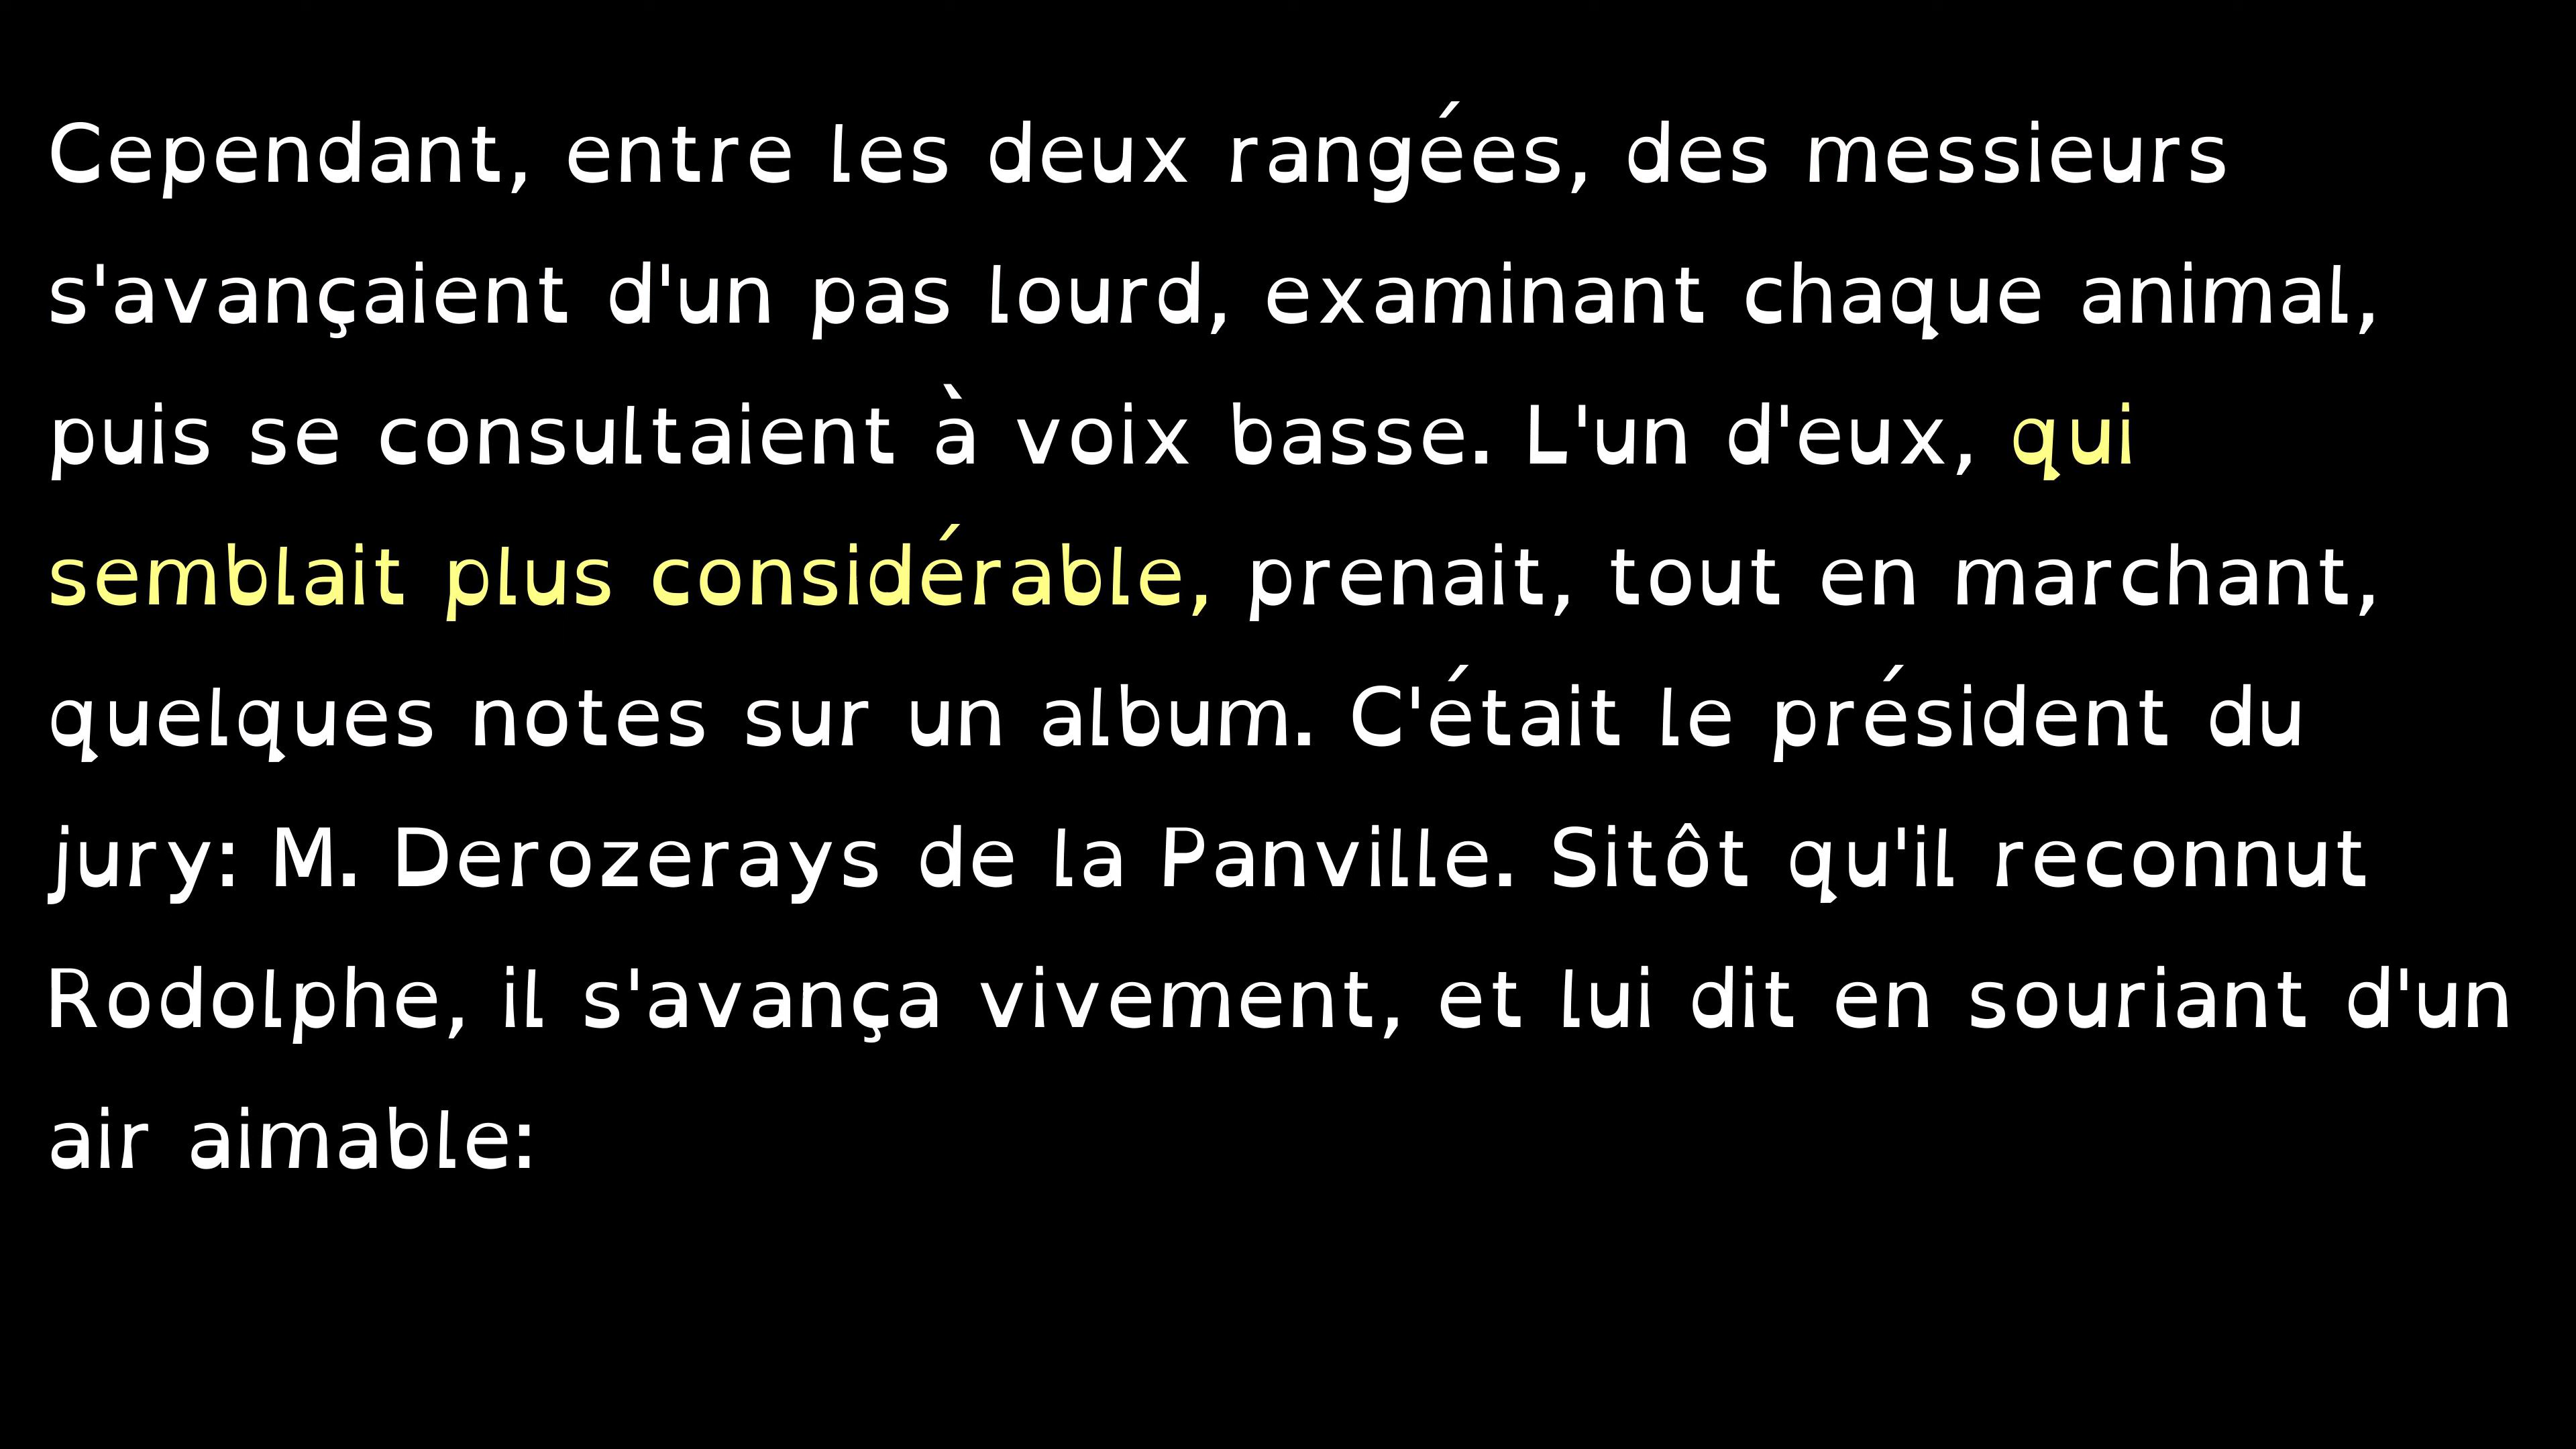 Cependant, entre les deux rangées, des messieurs
s'avançaient d'un pas lourd, examinant chaque animal,
puis se consultaient à voix basse. L'un d'eux, qui
semblait plus considérable, prenait, tout en marchant,
quelques notes sur un album. C'était le président du
jury: M. Derozerays de la Panville. Sitôt qu'il reconnut
Rodolphe, il s'avança vivement, et lui dit en souriant d'un
air aimable: